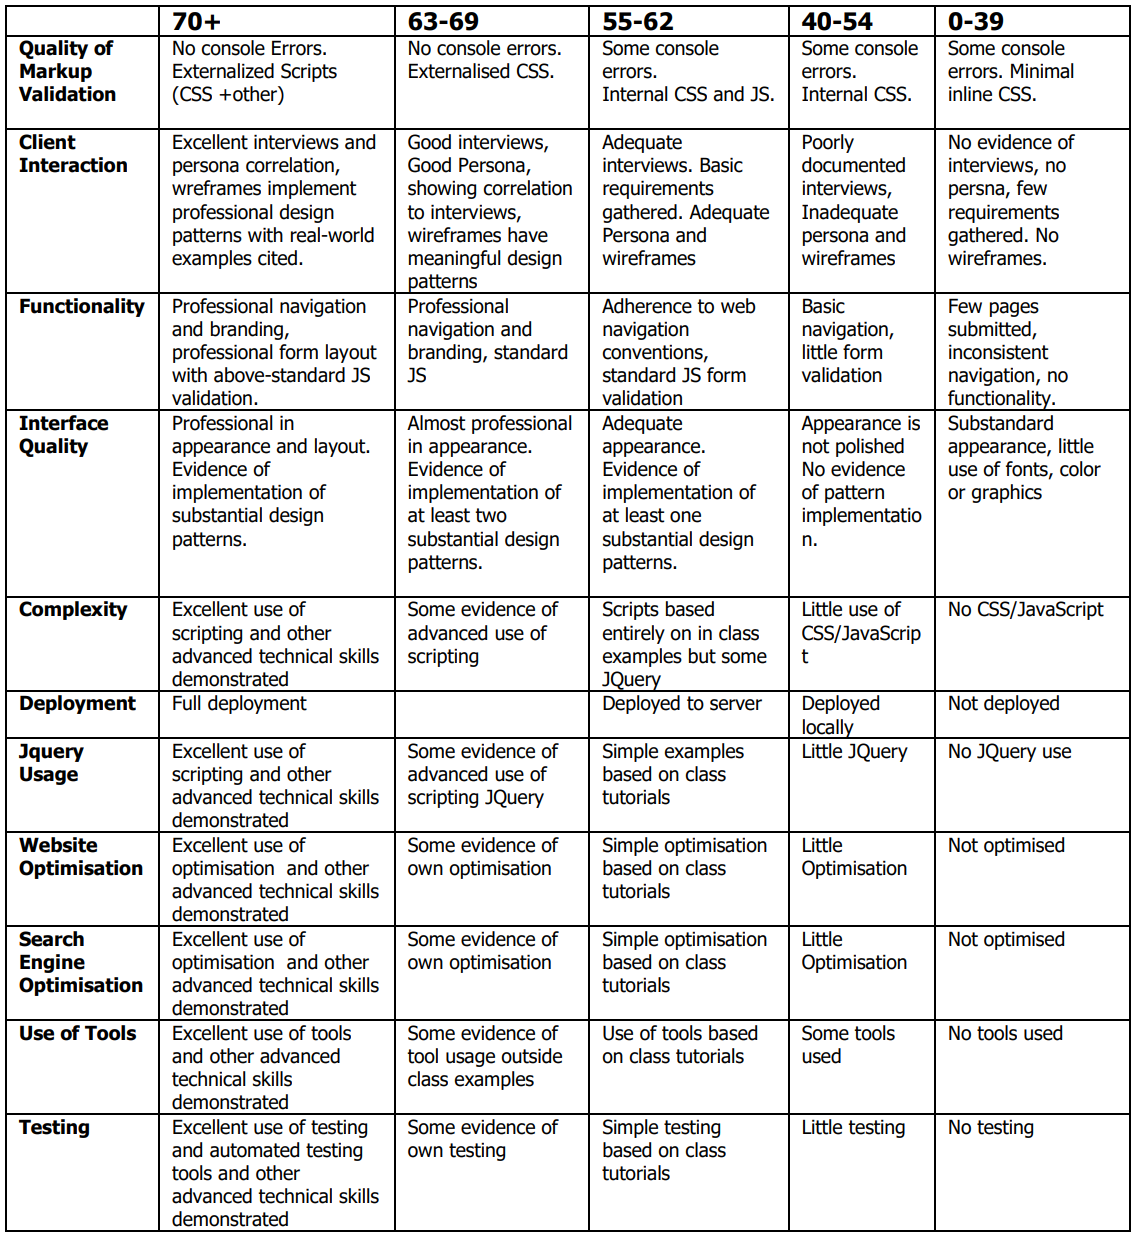 70+ 63-69 55-62 40-54 0-39
Quality of
Markup
Validation
No console Errors.
Externalized Scripts
(CSS +other)
No console errors.
Externalised CSS.
Some console
errors.
Internal CSS and JS.
Some console
errors.
Internal CSS.
Some console
errors. Minimal
inline CSS.
Client
Interaction
Excellent interviews and
persona correlation,
wreframes implement
professional design
patterns with real-world
examples cited.
Good interviews,
Good Persona,
showing correlation
to interviews,
wireframes have
meaningful design
patterns
Adequate
interviews. Basic
requirements
gathered. Adequate
Persona and
wireframes
Poorly
documented
interviews,
Inadequate
persona and
wireframes
No evidence of
interviews, no
persna, few
requirements
gathered. No
wireframes.
Functionality
Professional navigation
and branding,
professional form layout
with above-standard JS
validation.
Professional
navigation and
branding, standard
JS
Adherence to web
navigation
conventions,
standard JS form
validation
Basic
navigation,
little form
validation
Few pages
submitted,
inconsistent
navigation, no
functionality.
Interface
Quality
Professional in
appearance and layout.
Evidence of
implementation of
substantial design
patterns.
Almost professional
in appearance.
Evidence of
implementation of
at least two
substantial design
patterns.
Adequate
appearance.
Evidence of
implementation of
at least one
substantial design
patterns.
Appearance is
not polished
No evidence
of pattern
implementatio
n.
Substandard
appearance, little
use of fonts, color
or graphics
Complexity
Excellent use of
scripting and other
advanced technical skills
demonstrated
Some evidence of
advanced use of
scripting
Scripts based
entirely on in class
examples but some
JQuery
Little use of
CSS/JavaScrip
t
No CSS/JavaScript
Deployment
Full deployment
Deployed to server
Deployed
locally
Not deployed
Jquery
Usage
Excellent use of
scripting and other
advanced technical skills
demonstrated
Some evidence of
advanced use of
scripting JQuery
Simple examples
based on class
tutorials
Little JQuery
No JQuery use
Website
Optimisation
Excellent use of
optimisation  and other
advanced technical skills
demonstrated
Some evidence of
own optimisation
Simple optimisation
based on class
tutorials
Little
Optimisation
Not optimised
Search
Engine
Optimisation
Excellent use of
optimisation  and other
advanced technical skills
demonstrated
Some evidence of
own optimisation
Simple optimisation
based on class
tutorials
Little
Optimisation
Not optimised
Use of Tools
Excellent use of tools
and other advanced
technical skills
demonstrated
Some evidence of
tool usage outside
class examples
Use of tools based
on class tutorials
Some tools
used
No tools used
Testing
Excellent use of testing
and automated testing
tools and other
advanced technical skills
demonstrated
Some evidence of
own testing
Simple testing
based on class
tutorials
Little testing
No testing